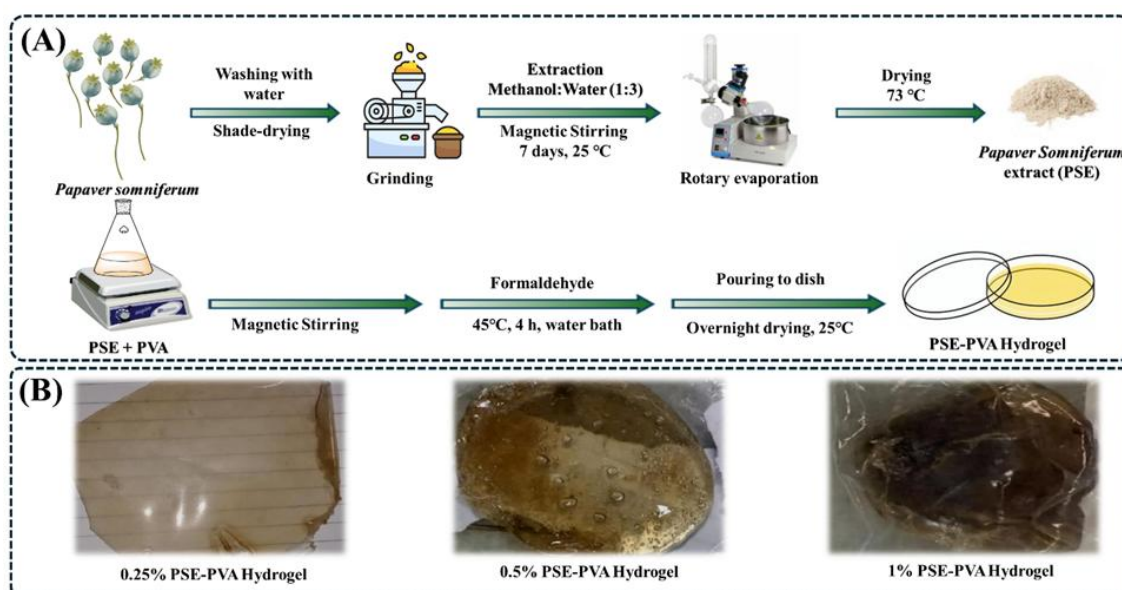 (A)
Washing with
water
Shade-drying
Extraction
Methanol:Water (1:3)
Magnetic Stirring
7 days, 25 °C
Drying
73 °C
Grinding
Rotary evaporation
Papaver somniferum
Papaver Somniferum
extract (PSE)
PSE + PVA
Magnetic Stirring
Formaldehyde
45°C, 4 h, water bath
Pouring to dish
Overnight drying, 25°C
PSE-PVA Hydrogel
(B)
0.25% PSE-PVA Hydrogel
0.5% PSE-PVA Hydrogel
1% PSE-PVA Hydrogel